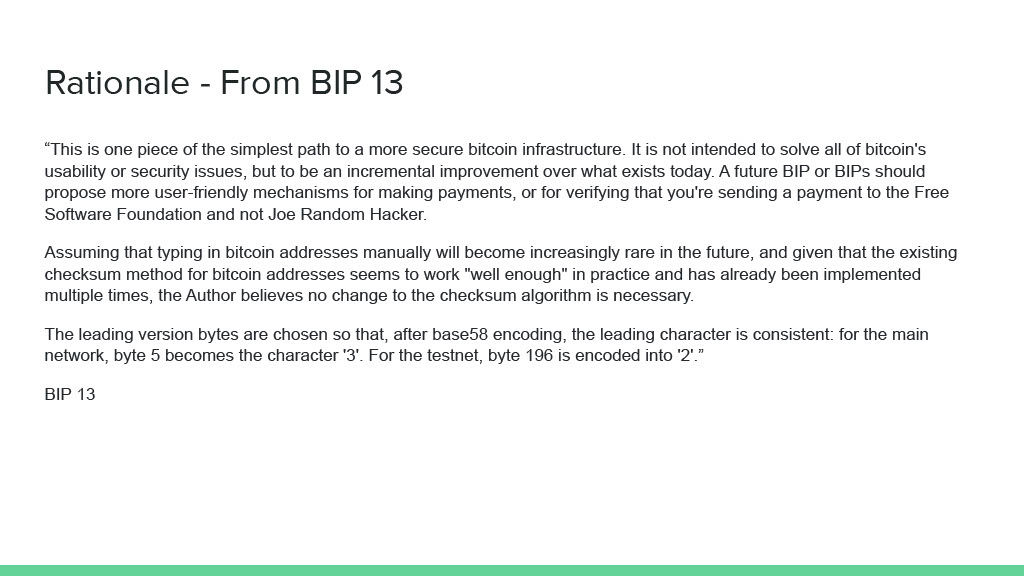 Rationale - From BIP 13
“This is one piece of the simplest path to a more secure bitcoin infrastructure. It is not intended to solve all of bitcoin's
usability or security issues, but to be an incremental improvement over what exists today. A future BIP or BIPs should
propose more user-friendly mechanisms for making payments, or for verifying that you're sending a payment to the Free
Software Foundation and not Joe Random Hacker.
Assuming that typing in bitcoin addresses manually will become increasingly rare in the future, and given that the existing
checksum method for bitcoin addresses seems to work "well enough" in practice and has already been implemented
multiple times, the Author believes no change to the checksum algorithm is necessary.
The leading version bytes are chosen so that, after base58 encoding, the leading character is consistent: for the main
network, byte 5 becomes the character '3'. For the testnet, byte 196 is encoded into '2'.”
BIP 13